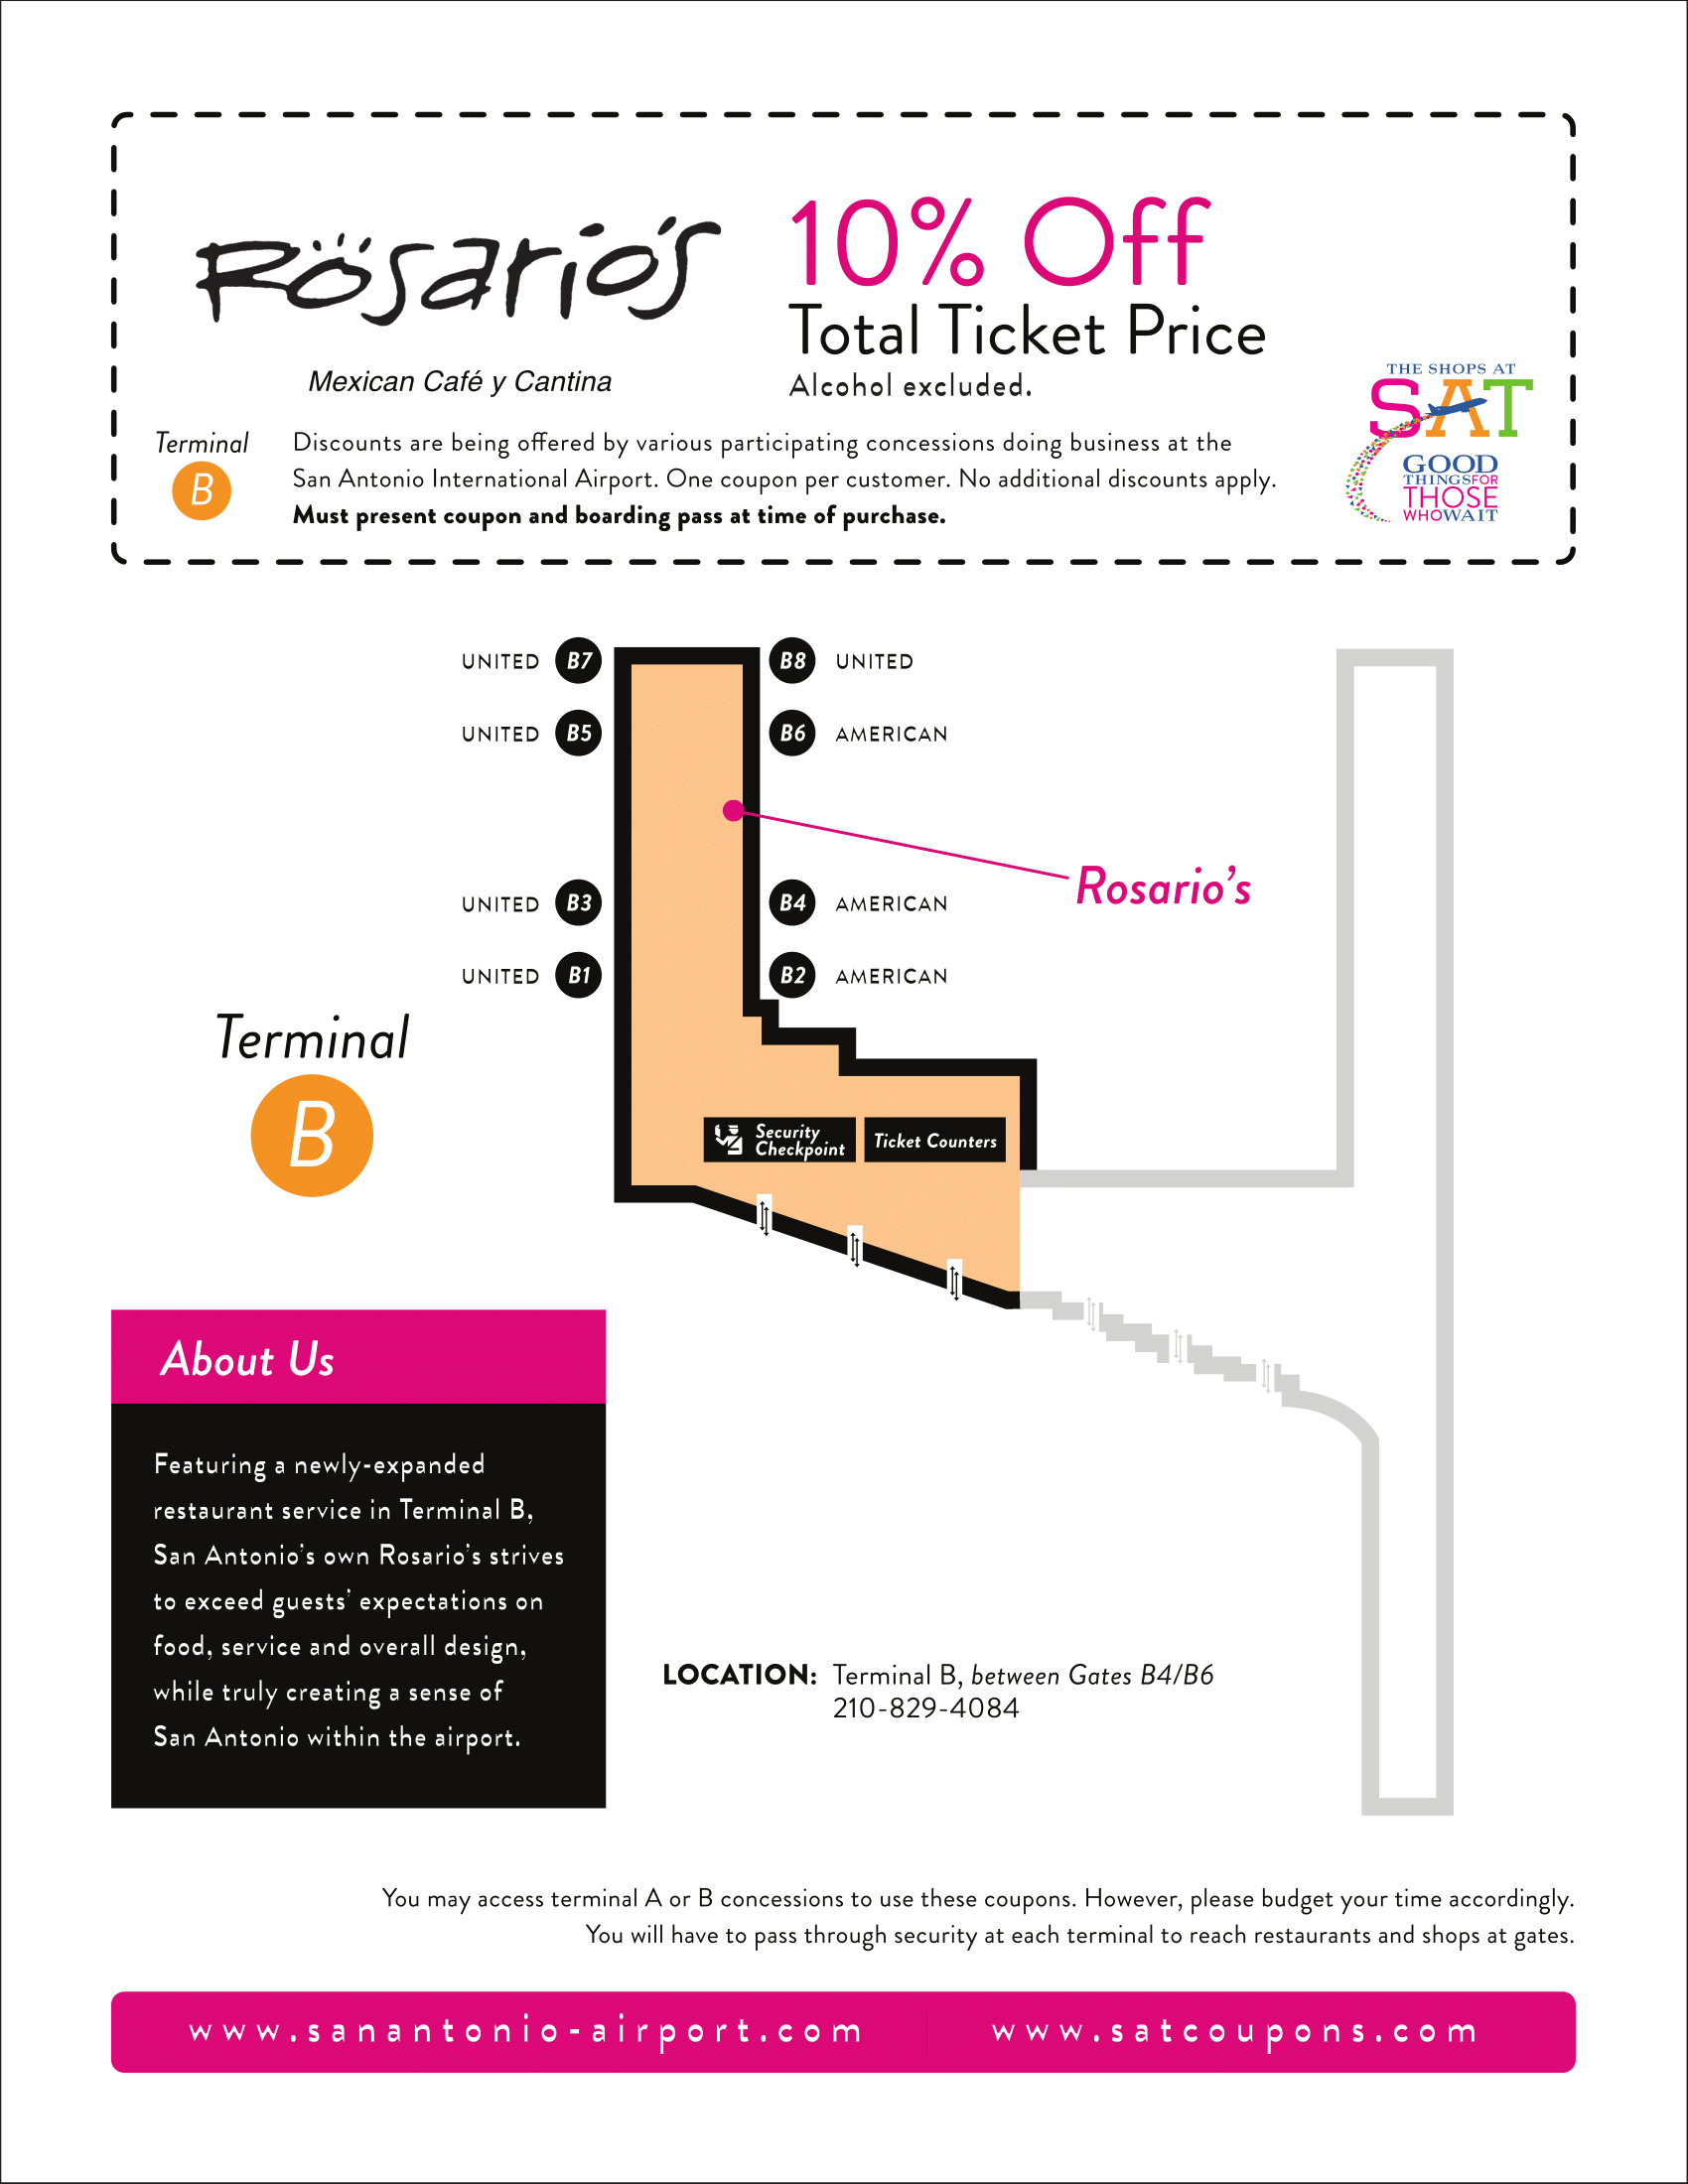 Rosario's
Mexican Café y Cantina
10% Off
Total Ticket Price
Alcohol excluded.
Terminal
B
Discounts are being offered by various participating concessions doing business at the
San Antonio International Airport. One coupon per customer. No additional discounts apply.
Must present coupon and boarding pass at time of purchase.
THE SHOPS AT
SAT
GOOD
THINGSFOR
THOSE
WHOWAIT
UNITED B7 B8 UNITED
UNITED B5 B6 AMERICAN
Rosario's
UNITED B3 B4 AMERICAN
UNITED B1 B2 AMERICAN
Terminal
B
Security
Checkpoint
Ticket Counters
About Us
Featuring a newly-expanded
restaurant service in Terminal B,
San Antonio's own Rosario's strives
to exceed guests' expectations on
food, service and overall design,
while truly creating a sense of
San Antonio within the airport.
LOCATION: Terminal B, between Gates B4/B6
210-829-4084
You may access terminal A or B concessions to use these coupons. However, please budget your time accordingly.
You will have to pass through security at each terminal to reach restaurants and shops at gates.
www.sanantonio-airport.com www.satcoupons.com